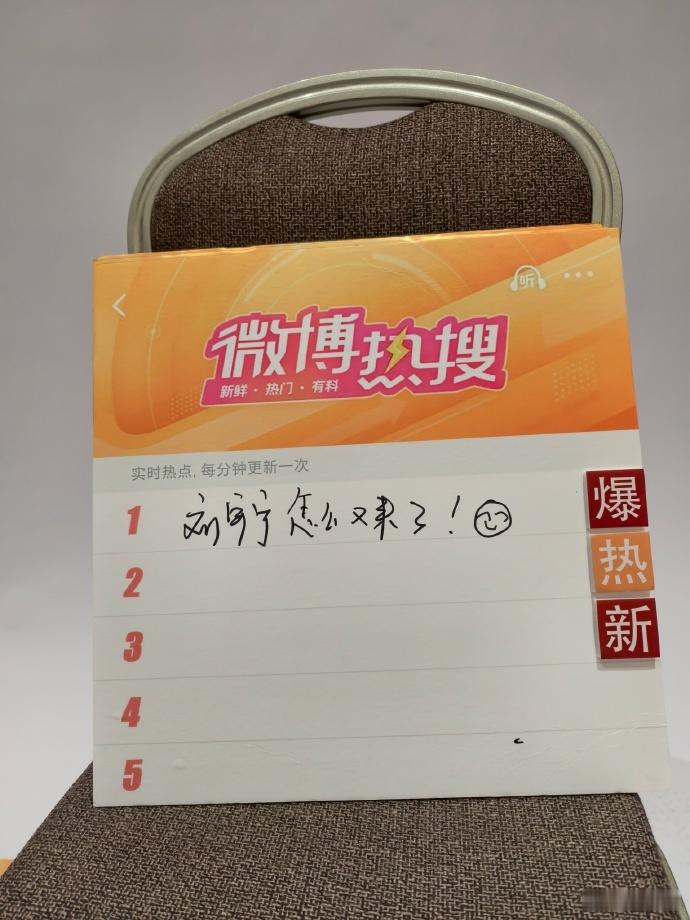 听
微博热搜
新鲜·热门·有料
实时热点, 每分钟更新一次
1 刘宇宁怎么又来了!
爆
2
热
3
新
4
5